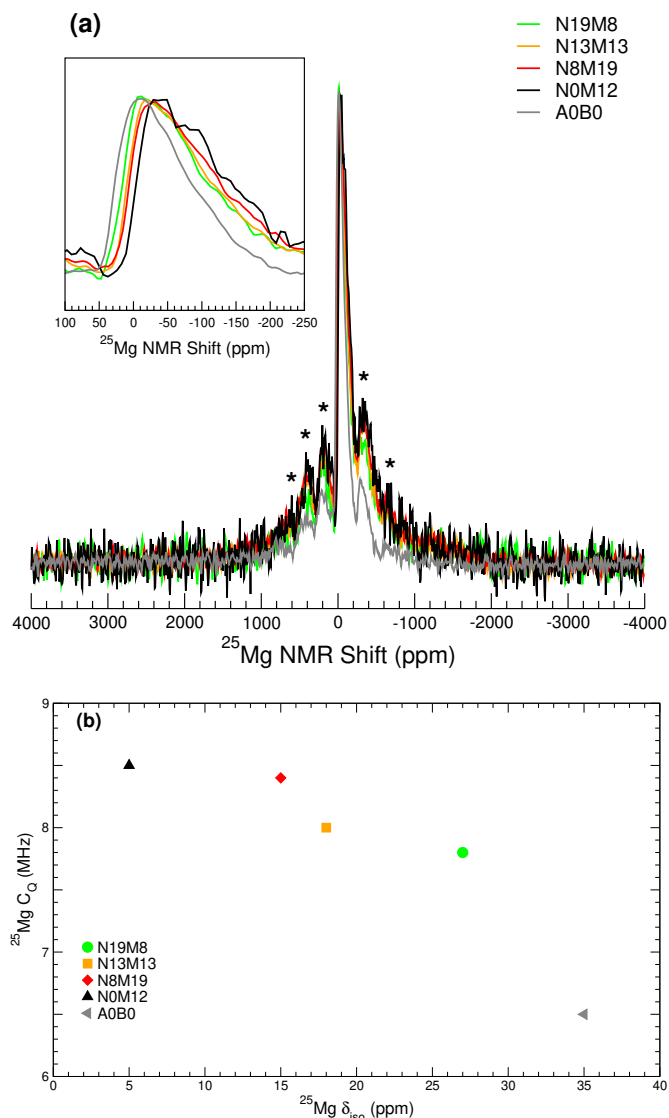 (a)
N19M8
N13M13
N8M19
N0M12
A0B0
100 50 0 -50 -100 -150 -200 -250
25Mg NMR Shift (ppm)
* * * * *
4000 3000 2000 1000 0 -1000 -2000 -3000 -4000
25Mg NMR Shift (ppm)
(b)
9
8
7
6
25Mg CQ (MHz)
N19M8
N13M13
N8M19
N0M12
A0B0
0 5 10 15 20 25 30 35 40
25Mg δiso (ppm)